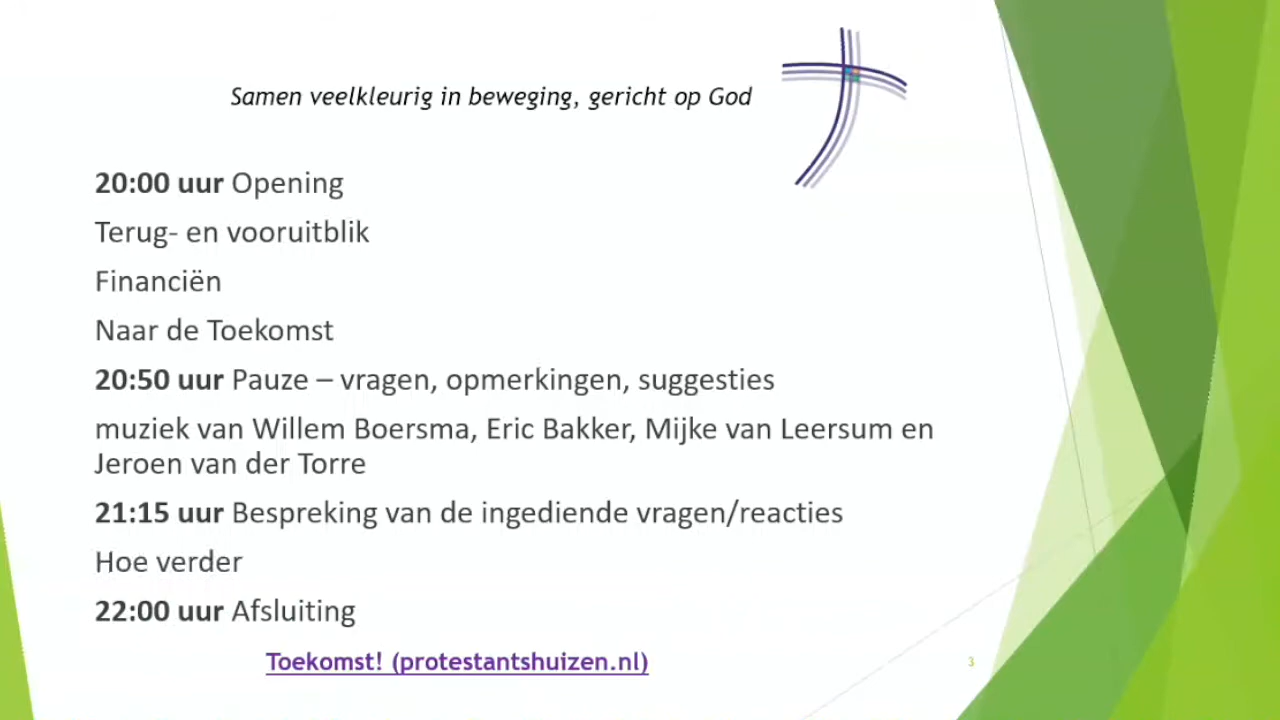 Samen veelkleurig in beweging, gericht op God
20:00 uur Opening
Terug- en vooruitblik
Financiën
Naar de Toekomst
20:50 uur Pauze – vragen, opmerkingen, suggesties
muziek van Willem Boersma, Eric Bakker, Mijke van Leersum en
Jeroen van der Torre
21:15 uur Bespreking van de ingediende vragen/reacties
Hoe verder
22:00 uur Afsluiting
Toekomst! (protestantshuizen.nl)
3